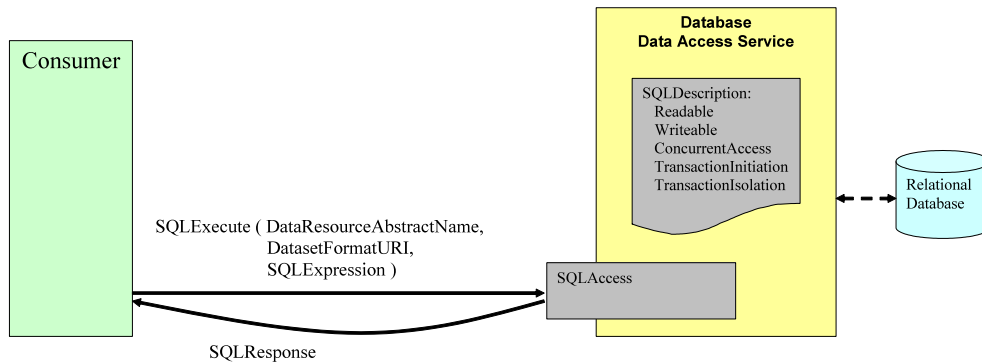 Consumer
Database
Data Access Service
SQLDescription:
Readable
Writeable
ConcurrentAccess
TransactionInitiation
TransactionIsolation
Relational
Database
SQLExecute ( DataResourceAbstractName,
DatasetFormatURI,
SQLExpression )
SQLAccess
SQLResponse